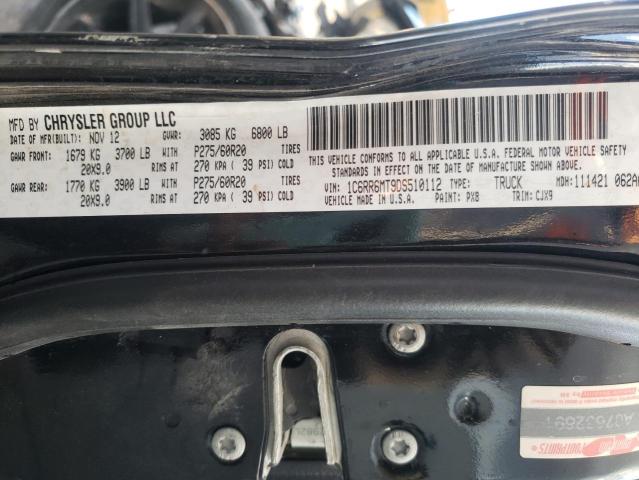 MFD BY CHRYSLER GROUP LLC
DATE OF MFR(BUILT): NOV 12 GVWR: 3085 KG 6800 LB
GAWR FRONT: 1679 KG 3700 LB WITH P275/60R20
20X9.0 RIMS AT 270 KPA ( 39 PSI) COLD
GAWR REAR: 1770 KG 3900 LB WITH P275/60R20
20X9.0 RIMS AT 270 KPA ( 39 PSI) COLD
THIS VEHICLE CONFORMS TO ALL APPLICABLE U.S.A. FEDERAL MOTOR VEHICLE SAFETY
STANDARDS IN EFFECT ON THE DATE OF MANUFACTURE SHOWN ABOVE
VIN: 1C6RR6MT9DS510112 TYPE: TRUCK MDH: 111421
VEHICLE MADE IN U.S.A. PAINT: PX8 TRIM: CJX9